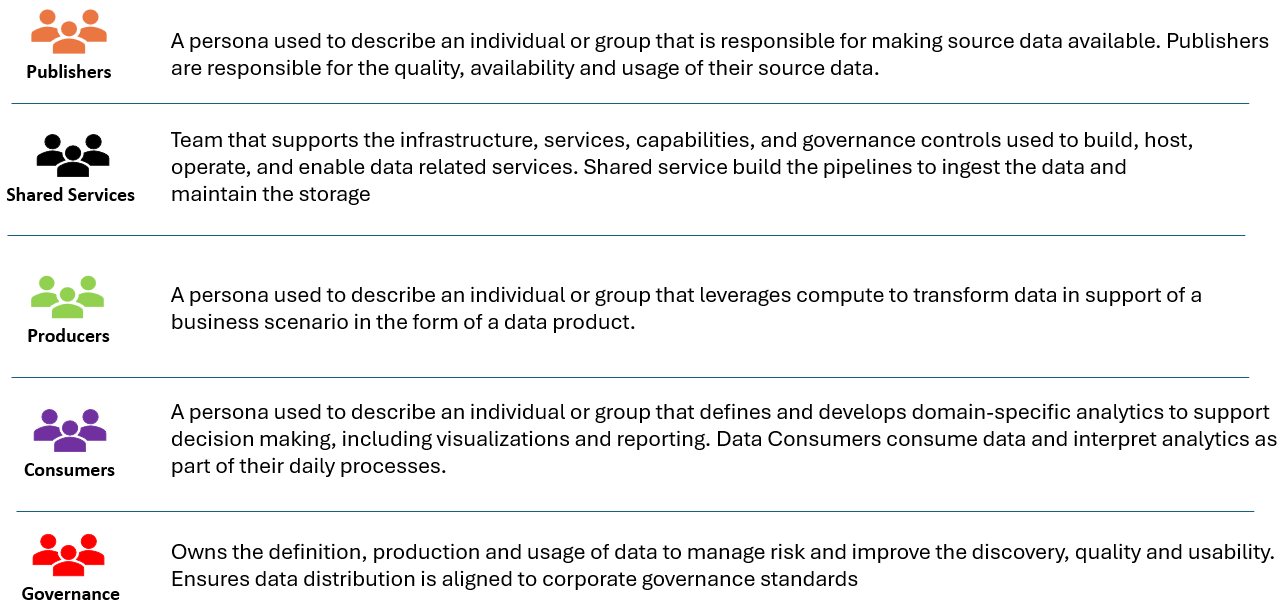 Publishers
A persona used to describe an individual or group that is responsible for making source data available. Publishers
are responsible for the quality, availability and usage of their source data.
Shared Services
Team that supports the infrastructure, services, capabilities, and governance controls used to build, host,
operate, and enable data related services. Shared service build the pipelines to ingest the data and
maintain the storage
Producers
A persona used to describe an individual or group that leverages compute to transform data in support of a
business scenario in the form of a data product.
Consumers
A persona used to describe an individual or group that defines and develops domain-specific analytics to support
decision making, including visualizations and reporting. Data Consumers consume data and interpret analytics as
part of their daily processes.
Governance
Owns the definition, production and usage of data to manage risk and improve the discovery, quality and usability.
Ensures data distribution is aligned to corporate governance standards